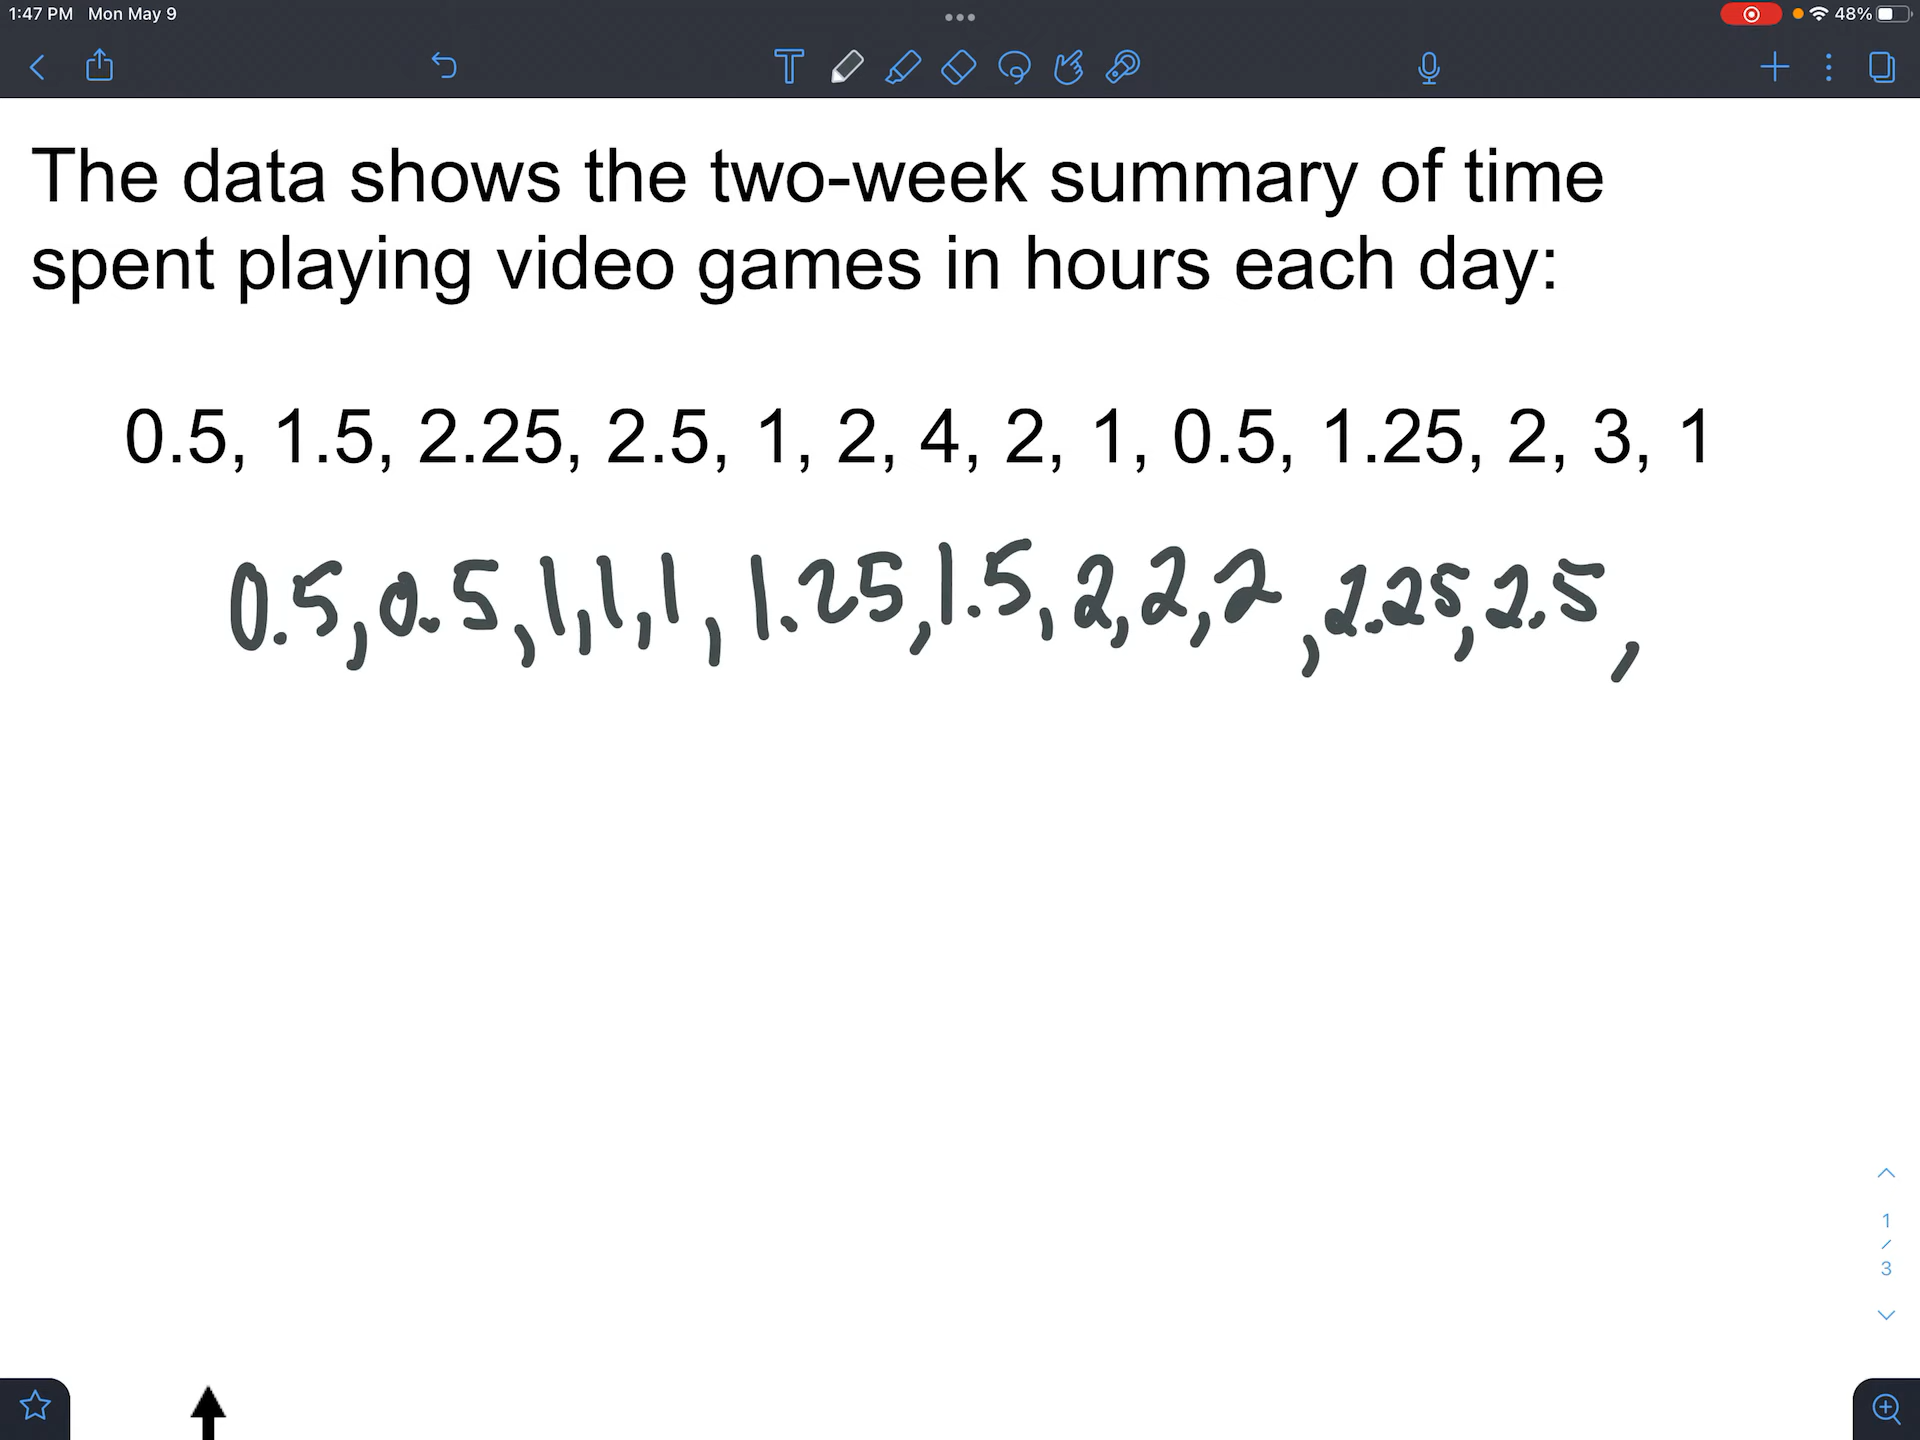 1:47 PM Mon May 9
48%
The data shows the two-week summary of time
spent playing video games in hours each day:
0.5, 1.5, 2.25, 2.5, 1, 2, 4, 2, 1, 0.5, 1.25, 2, 3, 1
0.5, 0.5, 1, 1, 1, 1.25, 1.5, 2, 2, 2, 2.25, 2.5,
1
/
3